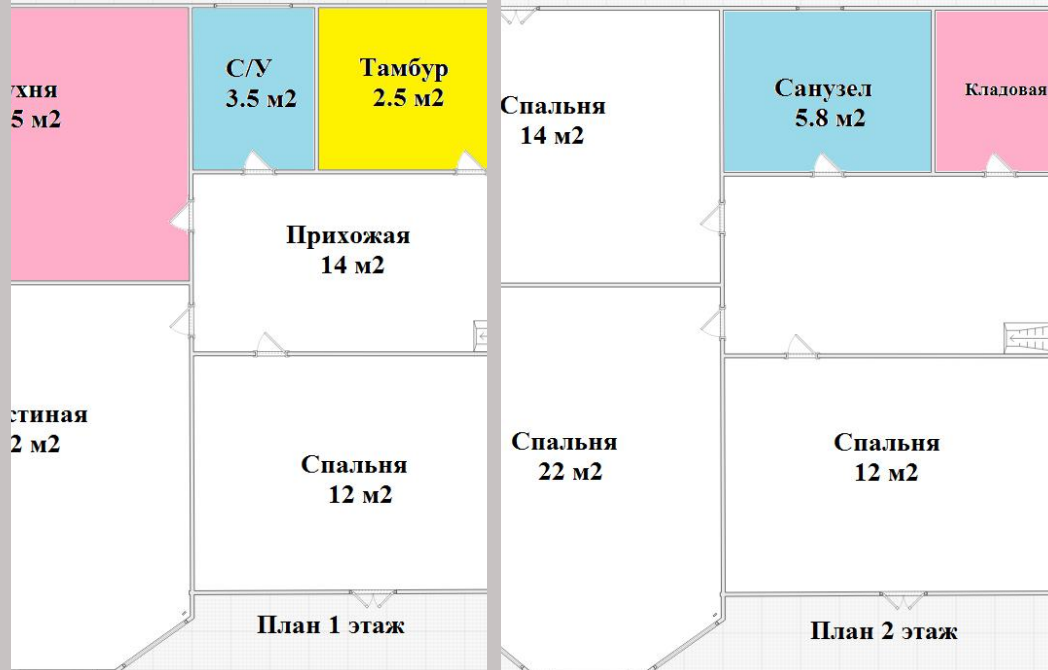 ухня
5 м2
С/У
3.5 м2
Тамбур
2.5 м2
Прихожая
14 м2
стиная
2 м2
Спальня
12 м2
План 1 этаж
Спальня
14 м2
Санузел
5.8 м2
Кладовая
Спальня
22 м2
Спальня
12 м2
План 2 этаж